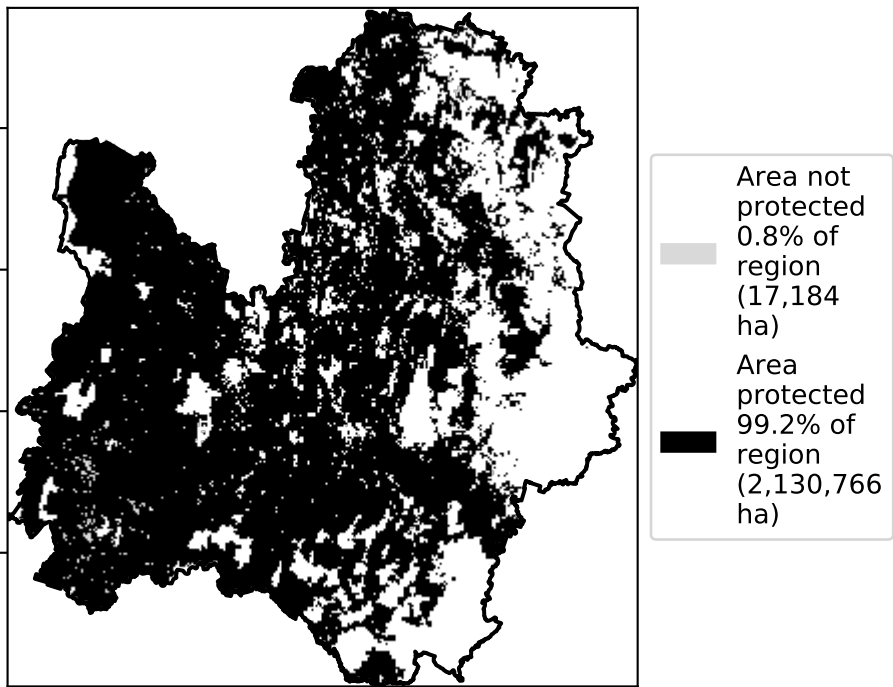 Area not
protected
0.8% of
region
(17,184
ha)
Area
protected
99.2% of
region
(2,130,766
ha)